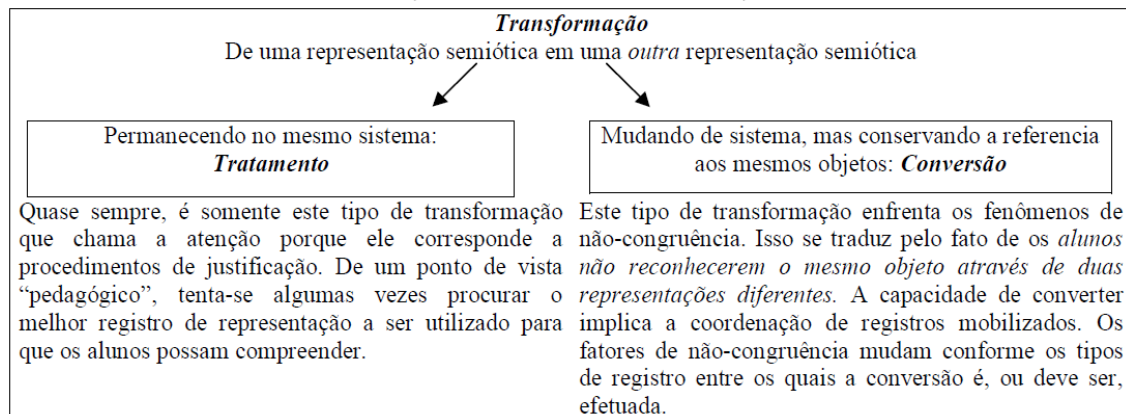 Transformação
De uma representação semiótica em uma outra representação semiótica
Permanecendo no mesmo sistema:
Tratamento
Quase sempre, é somente este tipo de transformação
que chama a atenção porque ele corresponde a
procedimentos de justificação. De um ponto de vista
“pedagógico”, tenta-se algumas vezes procurar o
melhor registro de representação a ser utilizado para
que os alunos possam compreender.
Mudando de sistema, mas conservando a referencia
aos mesmos objetos: Conversão
Este tipo de transformação enfrenta os fenômenos de
não-congruência. Isso se traduz pelo fato de os alunos
não reconhecerem o mesmo objeto através de duas
representações diferentes. A capacidade de converter
implica a coordenação de registros mobilizados. Os
fatores de não-congruência mudam conforme os tipos
de registro entre os quais a conversão é, ou deve ser,
efetuada.